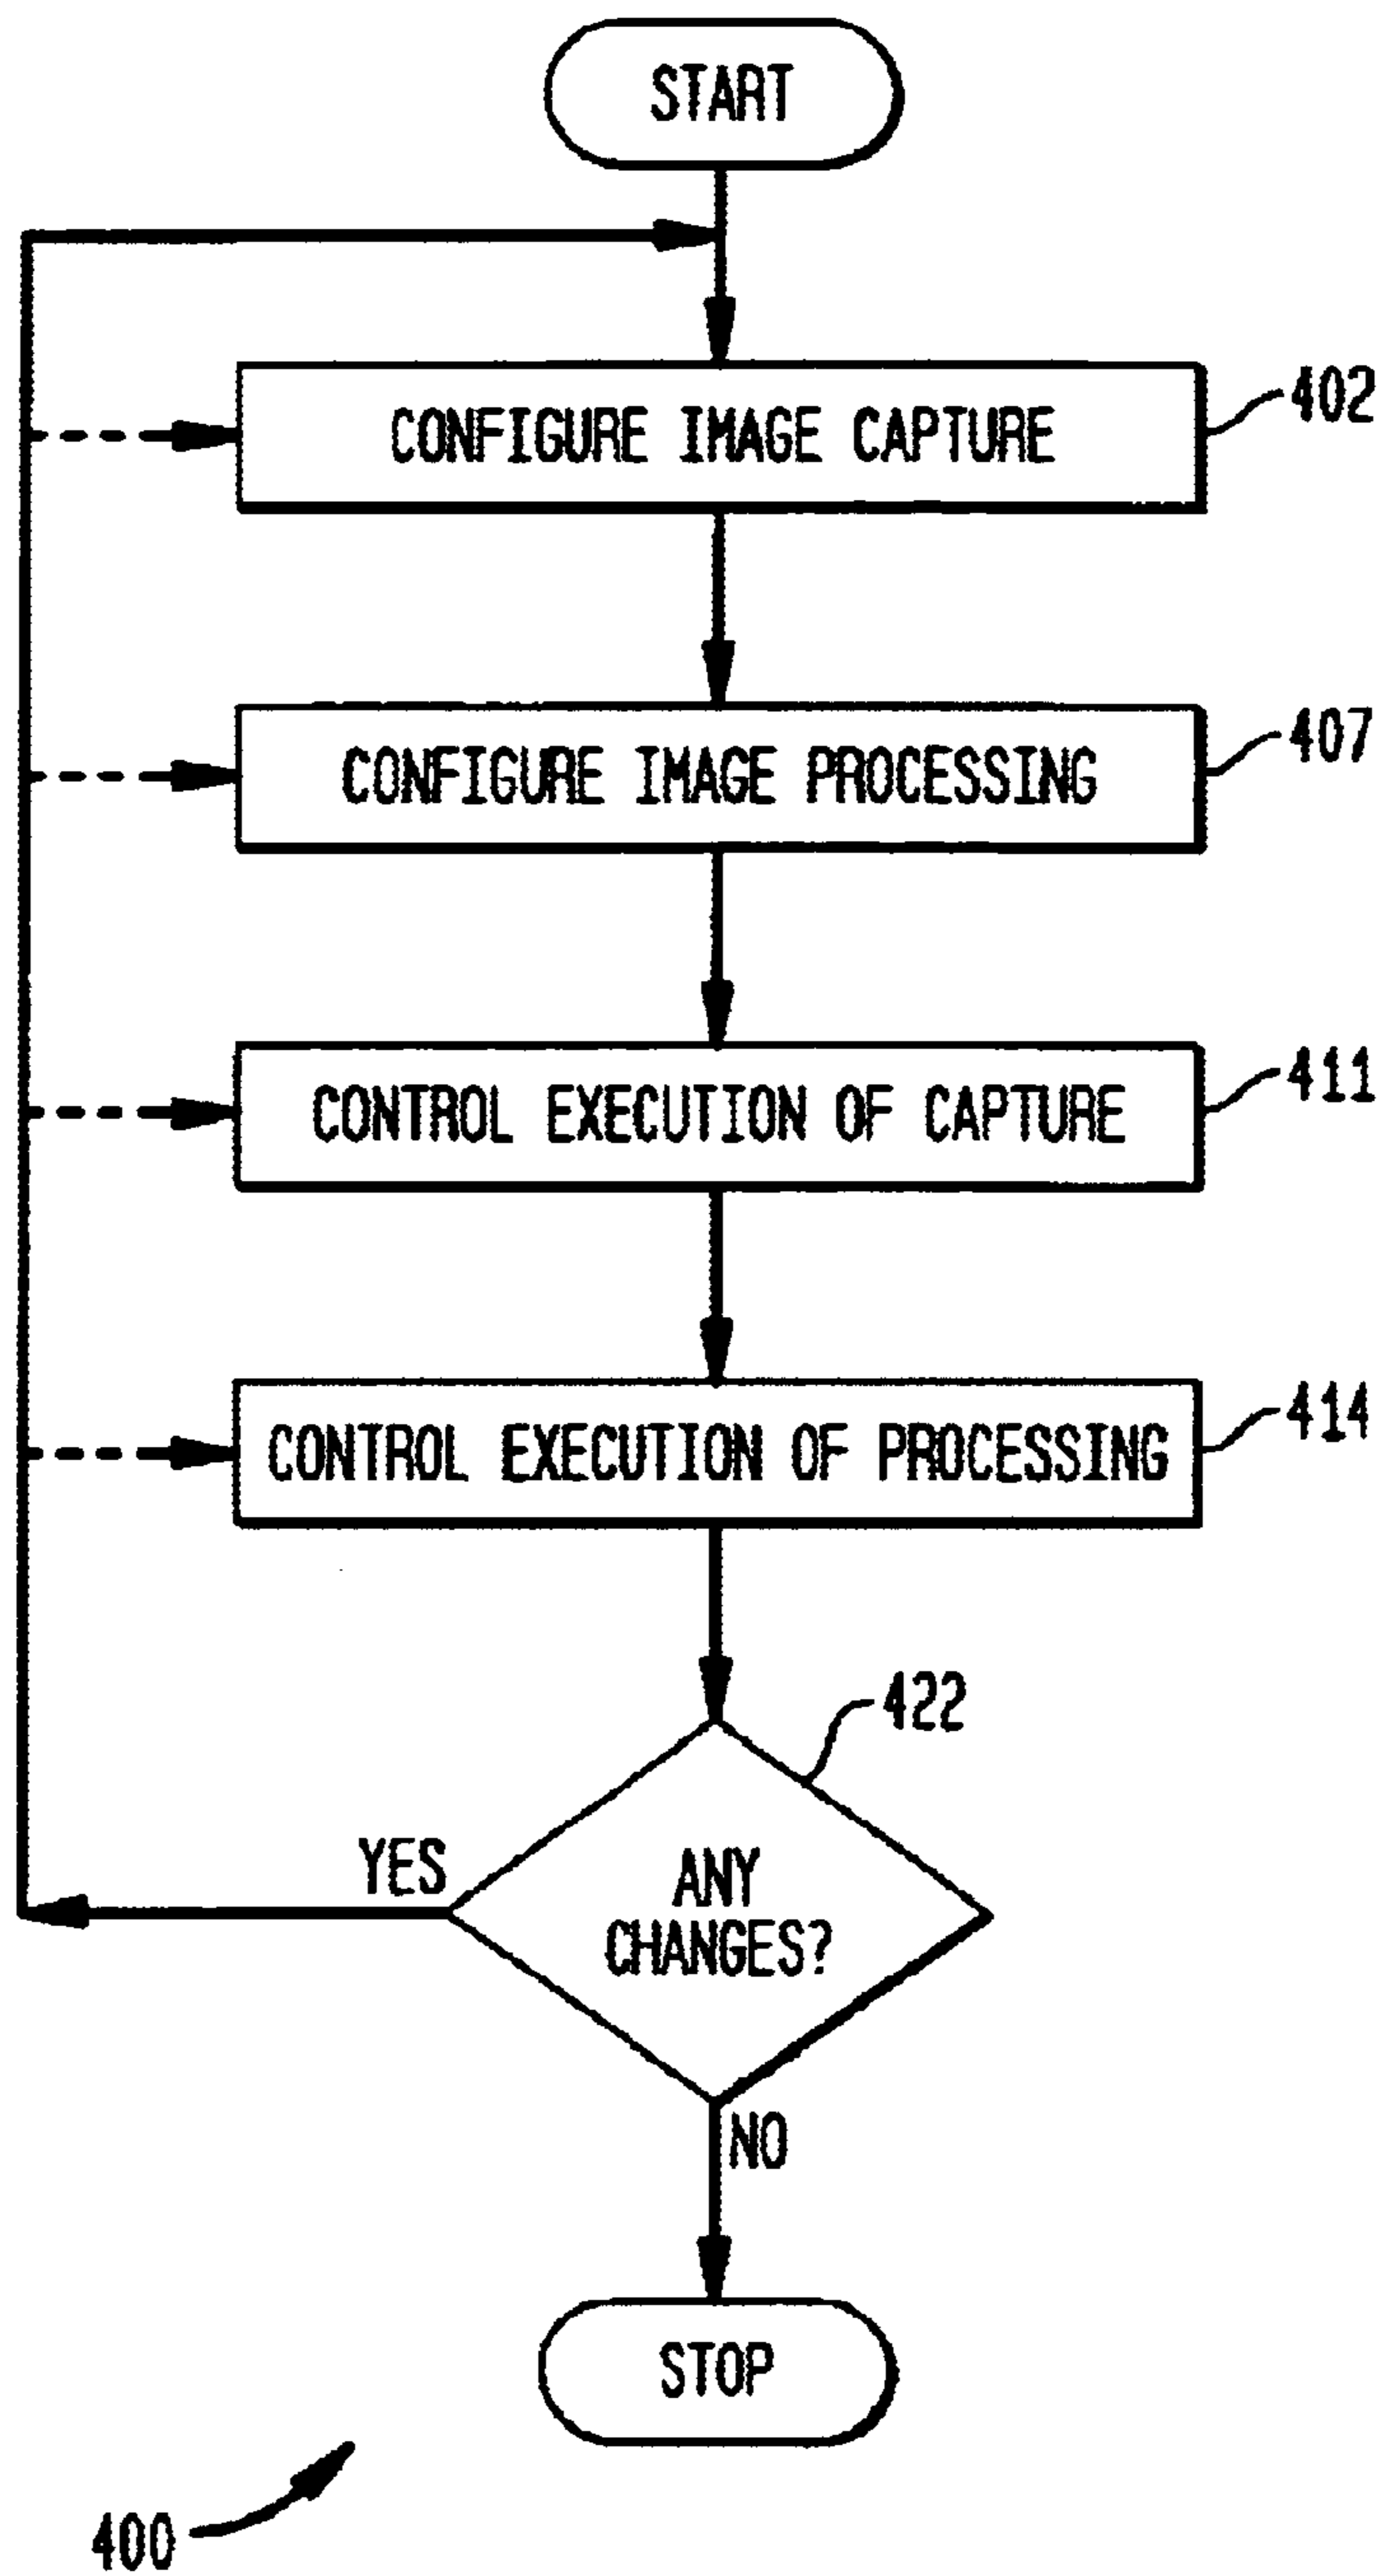 START
CONFIGURE IMAGE CAPTURE
402
CONFIGURE IMAGE PROCESSING
407
CONTROL EXECUTION OF CAPTURE
411
CONTROL EXECUTION OF PROCESSING
414
422
YES
ANY
CHANGES?
NO
STOP
400